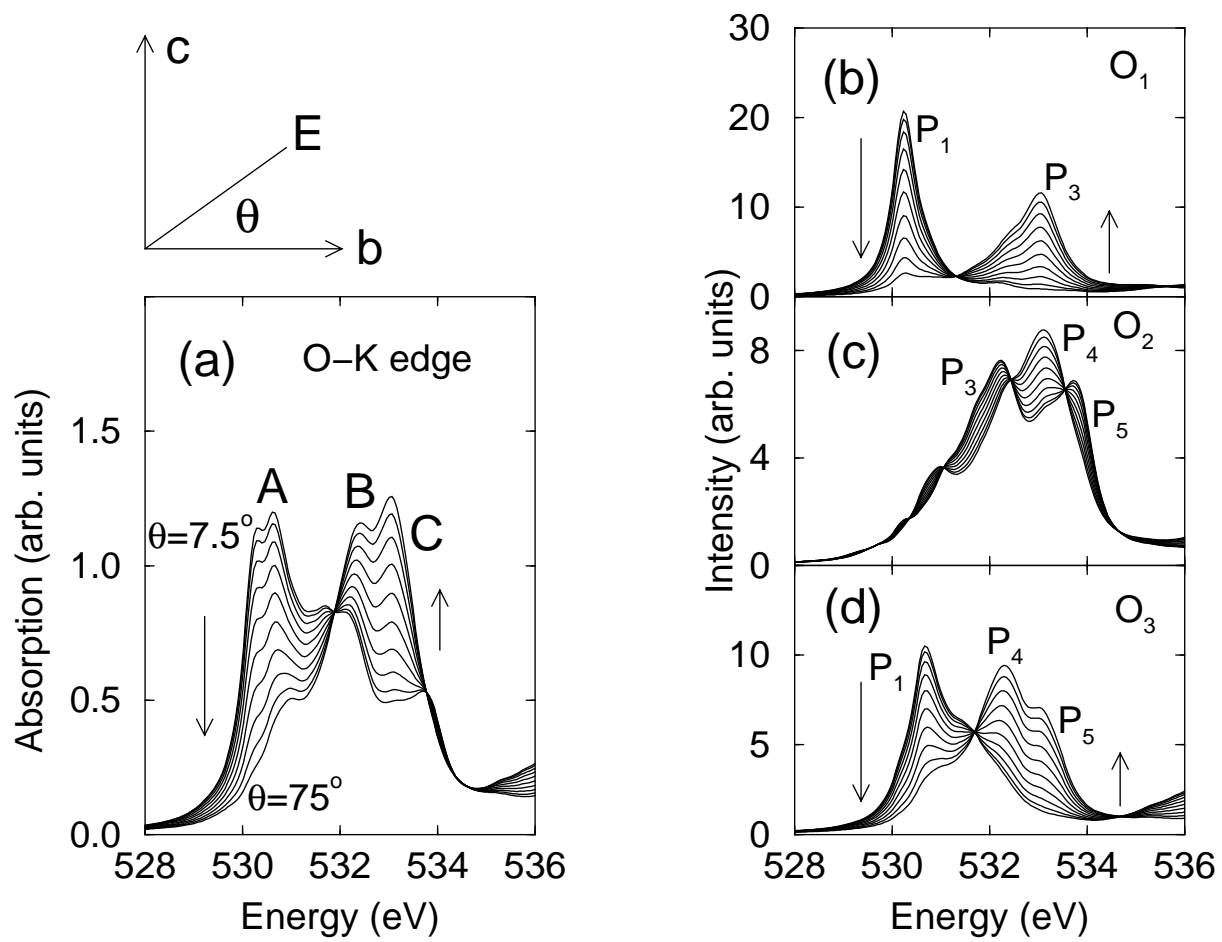 c
E
θ
b
(a) O–K edge
A
B
C
θ=7.5°
θ=75°
1.5
1.0
0.5
0.0
528 530 532 534 536
Energy (eV)
Absorption (arb. units)
(b) O₁
P₁
P₃
30
20
10
0
(c) O₂
P₃
P₄
P₅
8
4
0
(d) O₃
P₁
P₄
P₅
10
5
0
528 530 532 534 536
Energy (eV)
Intensity (arb. units)